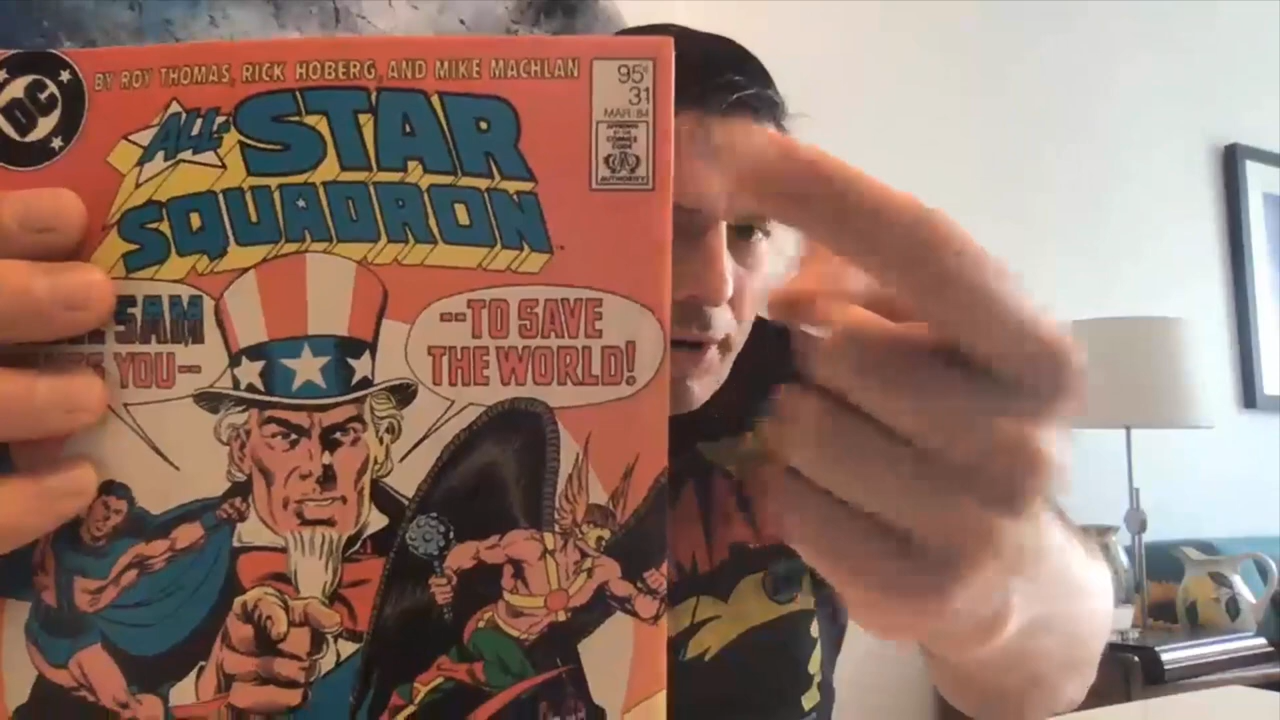 DC
BY ROY THOMAS, RICK HOBERG, AND MIKE MACHLAN
95¢
31
MAR 84
APPROVED
BY THE
COMICS
CODE
CA
AUTHORITY
ALL-STAR
SQUADRON
SAM
YOU--
--TO SAVE
THE WORLD!